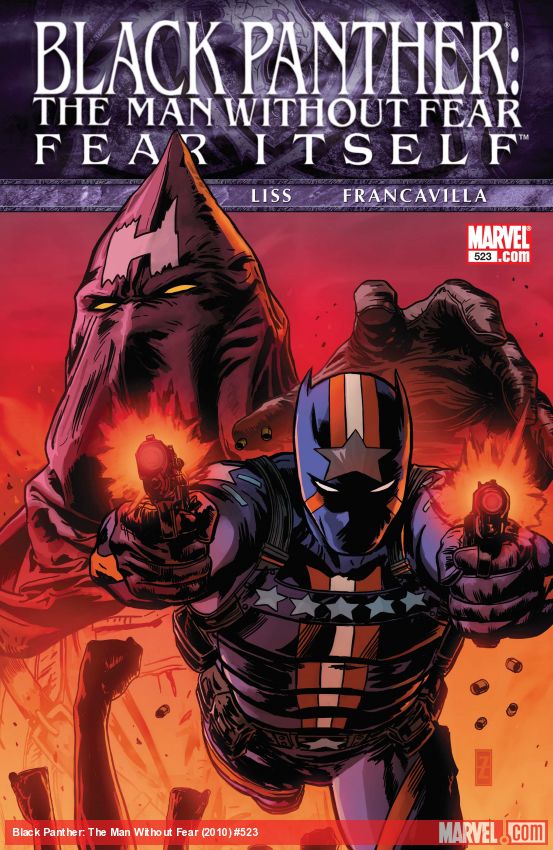 BLACK PANTHER:
THE MAN WITHOUT FEAR
FEAR ITSELF™
LISS FRANCAVILLA
MARVEL®
523 .com
H
Z
Black Panther: The Man Without Fear (2010) #523
MARVEL.com